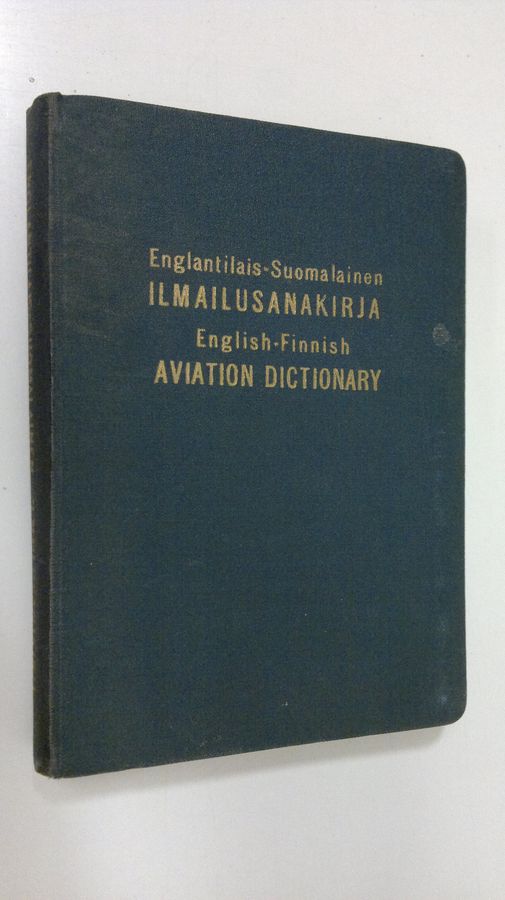 Englantilais-Suomalainen
ILMAILUSANAKIRJA
English-Finnish
AVIATION DICTIONARY